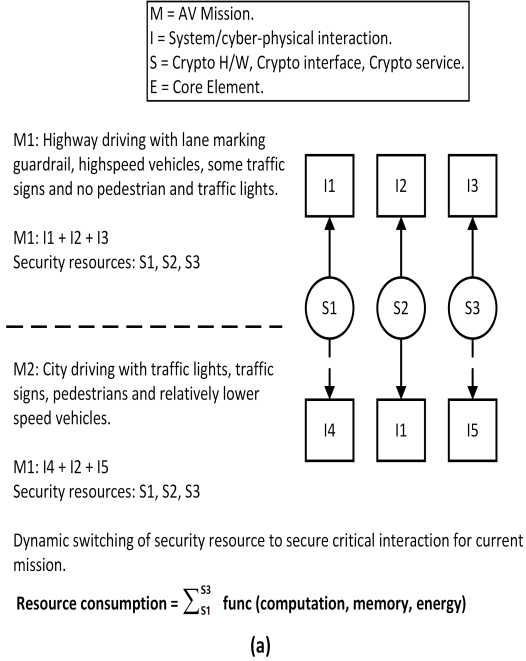 M = AV Mission.
I = System/cyber-physical interaction.
S = Crypto H/W, Crypto interface, Crypto service.
E = Core Element.
M1: Highway driving with lane marking
guardrail, highspeed vehicles, some traffic
signs and no pedestrian and traffic lights.
M1: I1 + I2 + I3
Security resources: S1, S2, S3
I1 I2 I3
S1 S2 S3
M2: City driving with traffic lights, traffic
signs, pedestrians and relatively lower
speed vehicles.
M1: I4 + I2 + I5
Security resources: S1, S2, S3
I4 I1 I5
Dynamic switching of security resource to secure critical interaction for current
mission.
Resource consumption = ∑ S3 S1 func (computation, memory, energy)
(a)